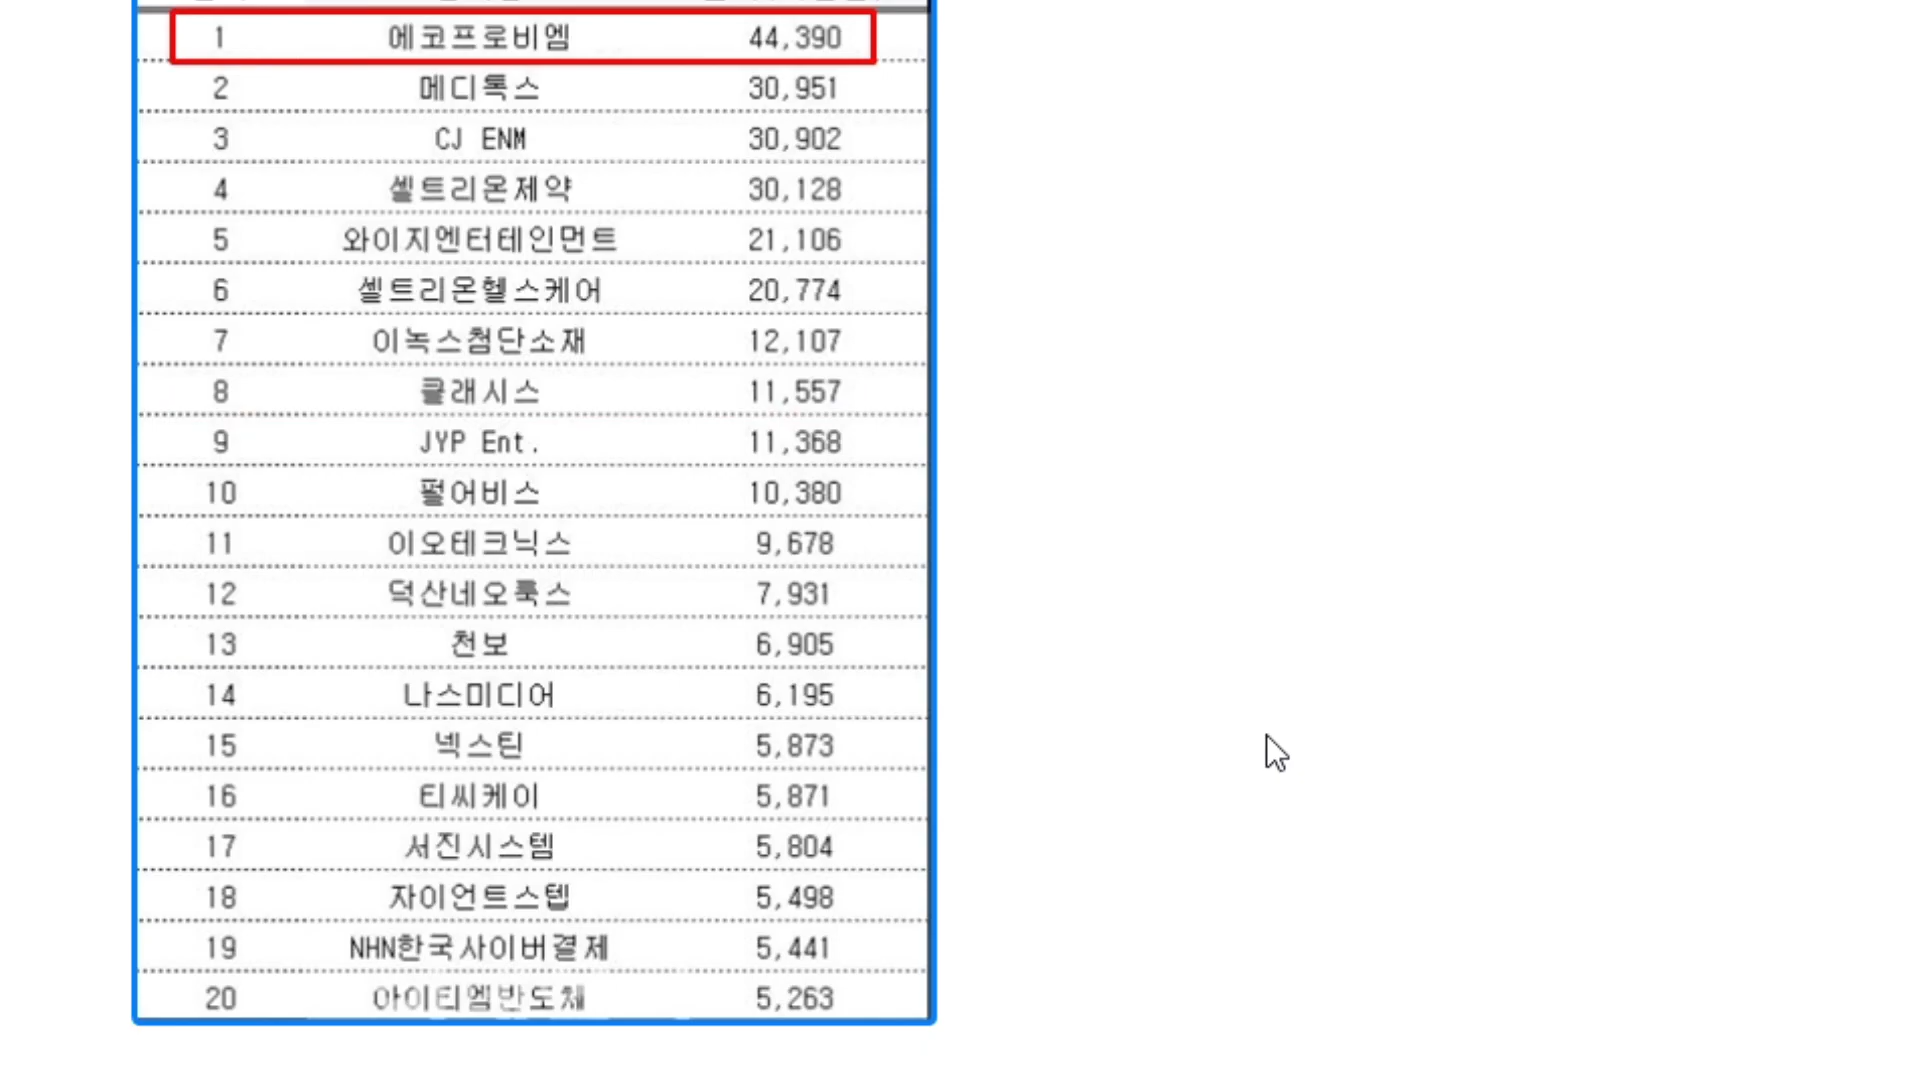 1 에코프로비엠 44,390
2 메디톡스 30,951
3 CJ ENM 30,902
4 셀트리온제약 30,128
5 와이지엔터테인먼트 21,106
6 셀트리온헬스케어 20,774
7 이녹스첨단소재 12,107
8 클래시스 11,557
9 JYP Ent. 11,368
10 펄어비스 10,380
11 이오테크닉스 9,678
12 덕산네오룩스 7,931
13 천보 6,905
14 나스미디어 6,195
15 넥스틴 5,873
16 티씨케이 5,871
17 서진시스템 5,804
18 자이언트스텝 5,498
19 NHN한국사이버결제 5,441
20 아이티엠반도체 5,263